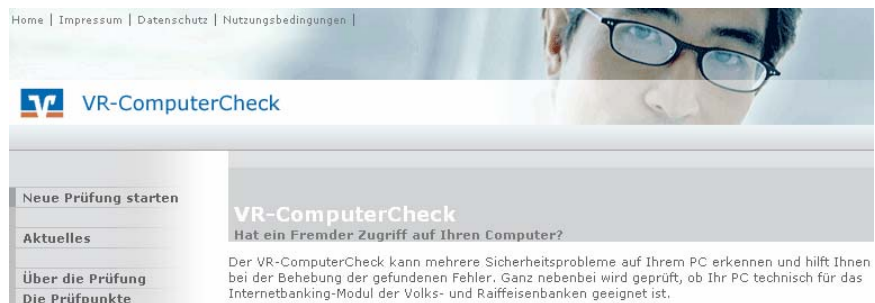 Home | Impressum | Datenschutz | Nutzungsbedingungen |
VR-ComputerCheck
Neue Prüfung starten
Aktuelles
Über die Prüfung
Die Prüfpunkte
VR-ComputerCheck
Hat ein Fremder Zugriff auf Ihren Computer?
Der VR-ComputerCheck kann mehrere Sicherheitsprobleme auf Ihrem PC erkennen und hilft Ihnen
bei der Behebung der gefundenen Fehler. Ganz nebenbei wird geprüft, ob Ihr PC technisch für das
Internetbanking-Modul der Volks- und Raiffeisenbanken geeignet ist.